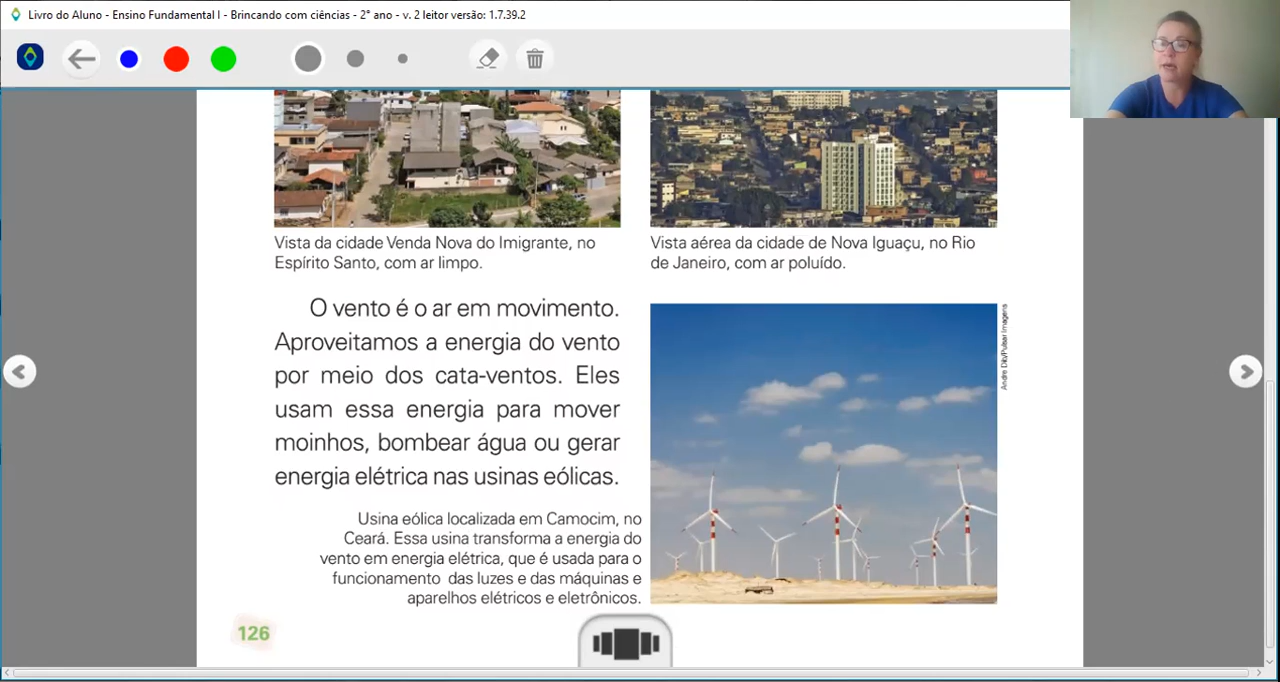 Livro do Aluno - Ensino Fundamental I - Brincando com ciências - 2° ano - v. 2 leitor versão: 1.7.39.2
Vista da cidade Venda Nova do Imigrante, no
Espírito Santo, com ar limpo.
Vista aérea da cidade de Nova Iguaçu, no Rio
de Janeiro, com ar poluído.
O vento é o ar em movimento.
Aproveitamos a energia do vento
por meio dos cata-ventos. Eles
usam essa energia para mover
moinhos, bombear água ou gerar
energia elétrica nas usinas eólicas.
Andre Dib/Pulsar Imagens
Usina eólica localizada em Camocim, no
Ceará. Essa usina transforma a energia do
vento em energia elétrica, que é usada para o
funcionamento das luzes e das máquinas e
aparelhos elétricos e eletrônicos.
126